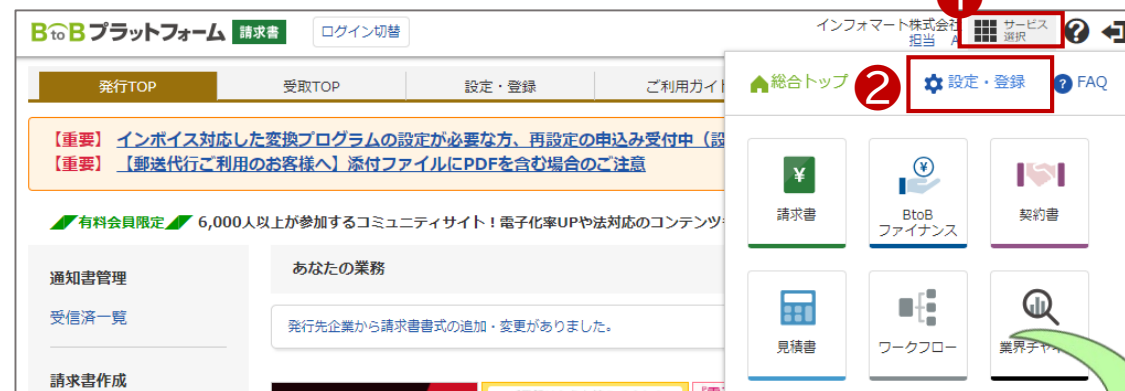 BtoBプラットフォーム 請求書 ログイン切替
インフォマート株式会社
担当 A
サービス
選択
発行TOP 受取TOP 設定・登録 ご利用ガイ
総合トップ 2 設定・登録 FAQ
【重要】 インボイス対応した変換プログラムの設定が必要な方、再設定の申込み受付中（設
【重要】 【郵送代行ご利用のお客様へ】添付ファイルにPDFを含む場合のご注意
有料会員限定 6,000人以上が参加するコミュニティサイト！電子化率UPや法対応のコンテンツ
請求書
BtoB
ファイナンス
契約書
通知書管理
受信済一覧
請求書作成
あなたの業務
発行先企業から請求書書式の追加・変更がありました。
見積書
ワークフロー
業界チャ